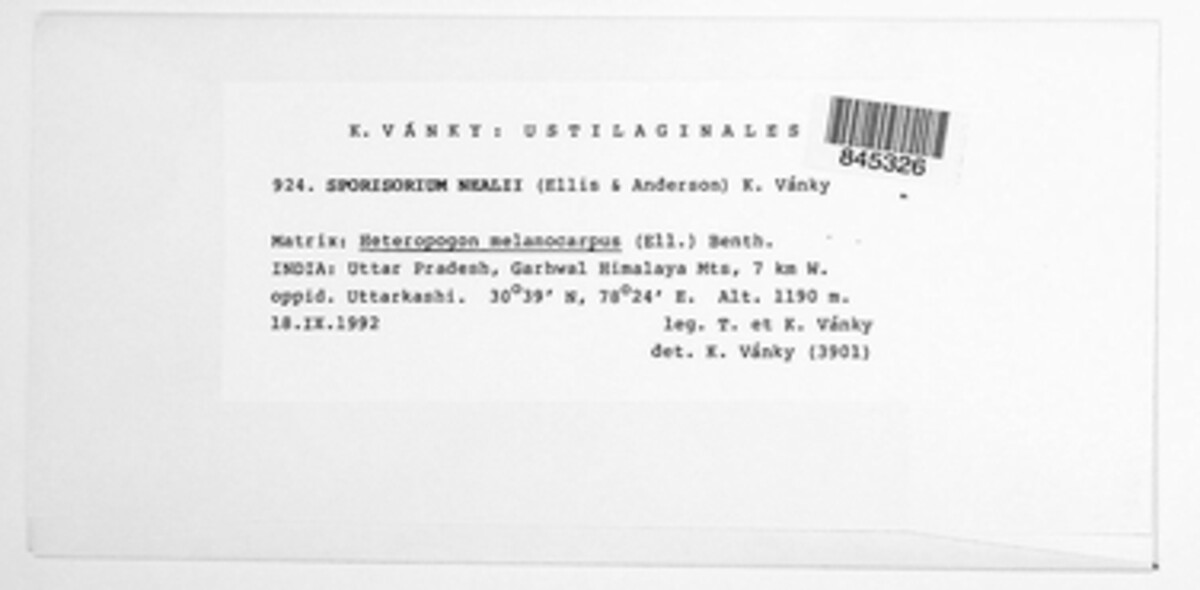 K. VÁNKY: USTILAGINALES
845326
924. SPORISORIUM NEALII (Ellis & Anderson) K. Vánky
Matrix: Heteropogon melanocarpus (Ell.) Benth.
INDIA: Uttar Pradesh, Garhwal Himalaya Mts, 7 km W.
oppid. Uttarkashi. 30°39' N, 78°24' E. Alt. 1190 m.
18.IX.1992 leg. T. et K. Vánky
det. K. Vánky (3901)